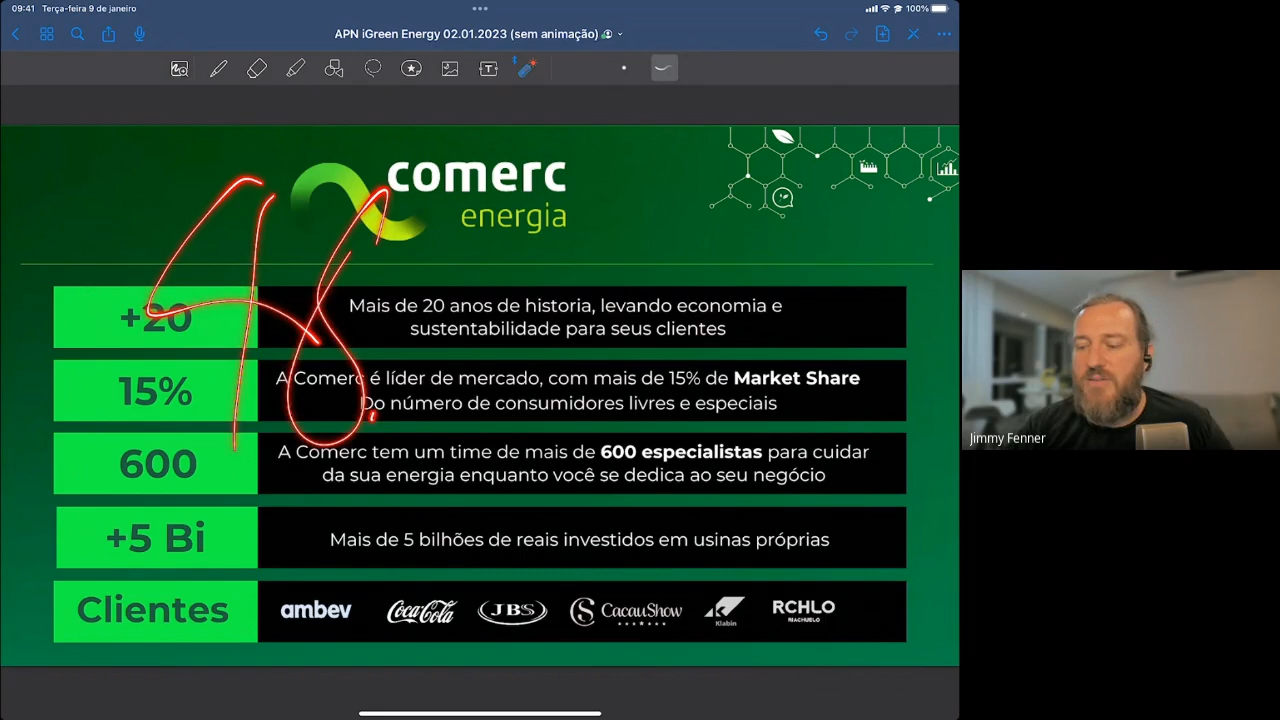 09:41 Terça-feira 9 de janeiro
100%
APN iGreen Energy 02.01.2023 (sem animação)
comerc
energia
48
+20
Mais de 20 anos de historia, levando economia e
sustentabilidade para seus clientes
15%
A Comerc é líder de mercado, com mais de 15% de Market Share
Do número de consumidores livres e especiais
600
A Comerc tem um time de mais de 600 especialistas para cuidar
da sua energia enquanto você se dedica ao seu negócio
+5 Bi
Mais de 5 bilhões de reais investidos em usinas próprias
Clientes
ambev
Coca-Cola
JBS
CacauShow
Klabin
RCHLO
RIACHUELO
Jimmy Fenner